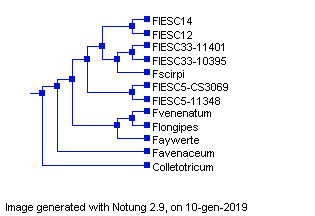 FIESC14
FIESC12
FIESC33-11401
FIESC33-10395
Fscirpi
FIESC5-CS3069
FIESC5-11348
Fvenenatum
Flongipes
Faywerte
Favenaceum
Colletotricum
Image generated with Notung 2.9, on 10-gen-2019